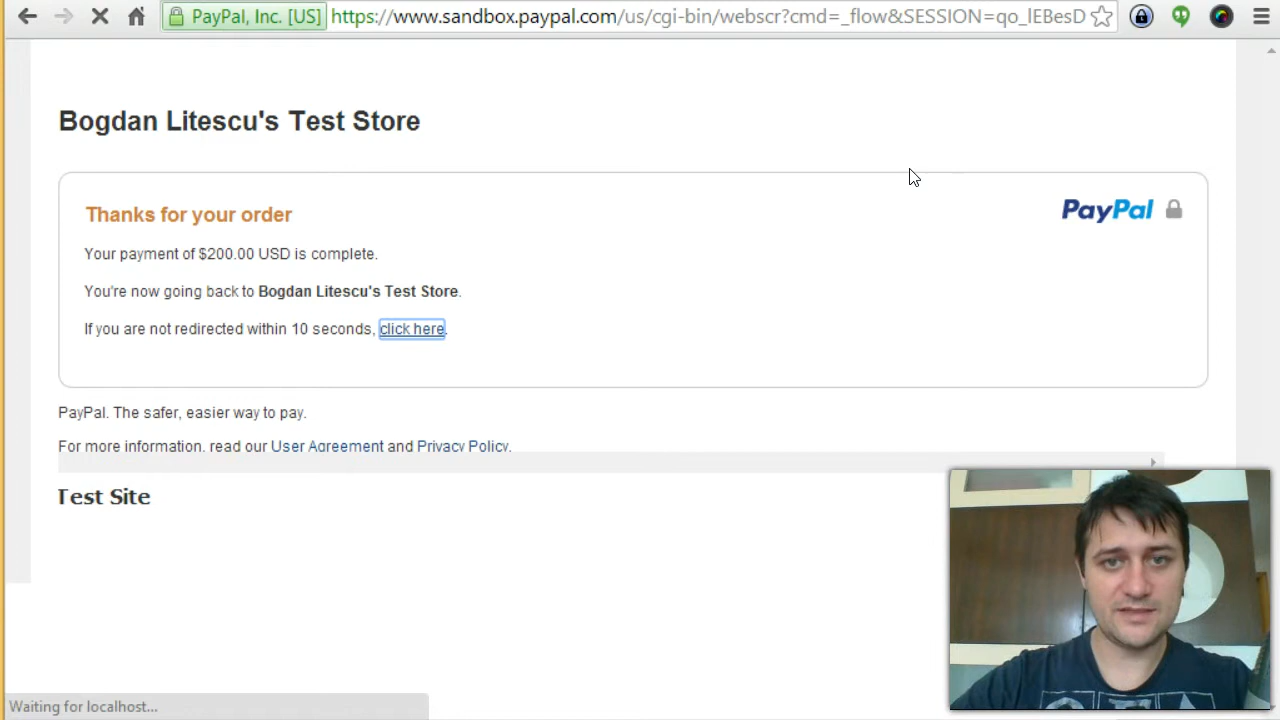 PayPal, Inc. [US] https://www.sandbox.paypal.com/us/cgi-bin/webscr?cmd=_flow&SESSION=qo_lEBesD
Bogdan Litescu's Test Store
Thanks for your order
PayPal
Your payment of $200.00 USD is complete.
You're now going back to Bogdan Litescu's Test Store.
If you are not redirected within 10 seconds, click here.
PayPal. The safer, easier way to pay.
For more information, read our User Agreement and Privacy Policy.
Test Site
Waiting for localhost...